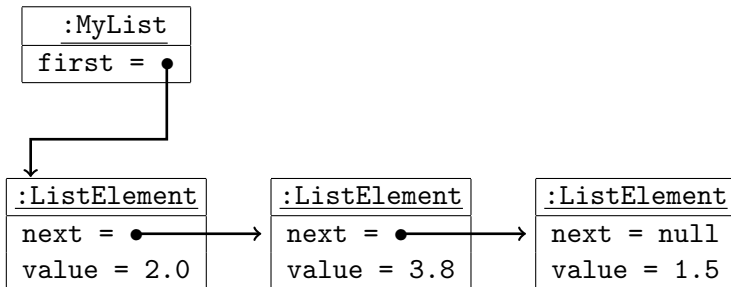 :MyList
first =
:ListElement
next =
value = 2.0
:ListElement
next =
value = 3.8
:ListElement
next = null
value = 1.5